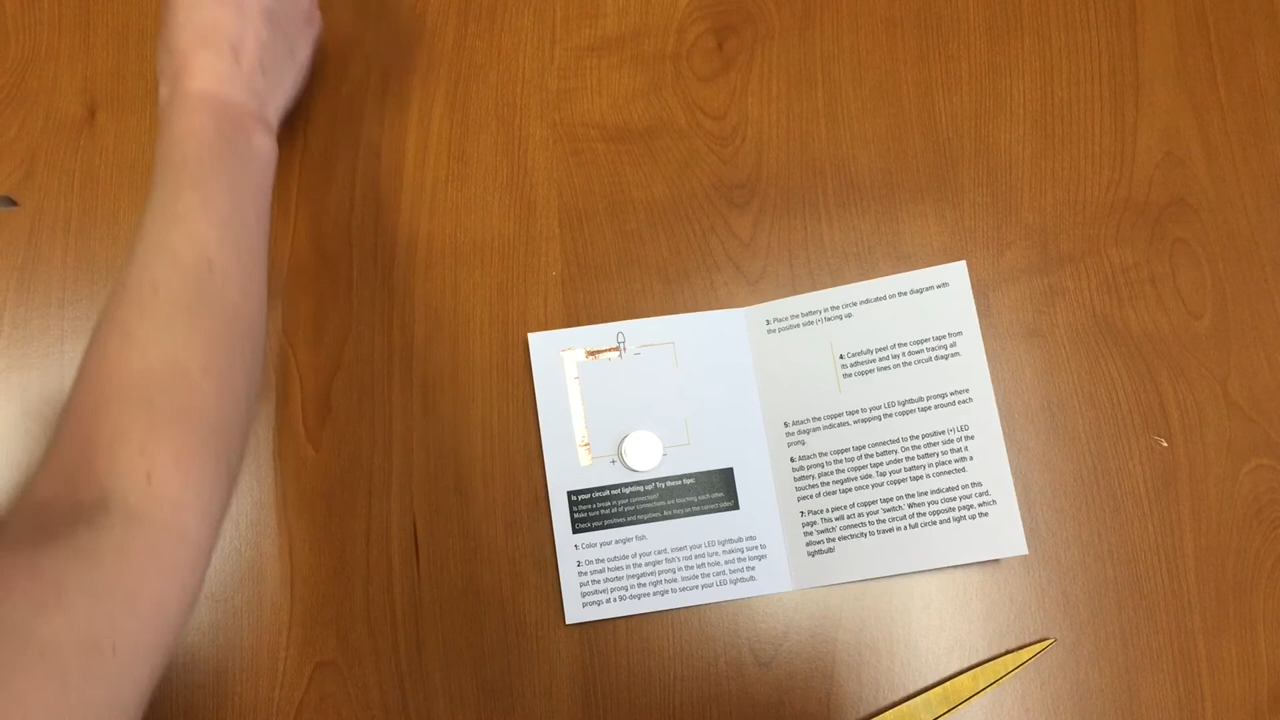 −
+
−
Is your circuit not lighting up? Try these tips:
Is there a break in your connection?
Make sure that all of your connections are touching each other.
Check your positives and negatives. Are they on the correct sides?
1: Color your angler fish.
2: On the outside of your card, insert your LED lightbulb into
the small holes in the angler fish's rod and lure, making sure to
put the shorter (negative) prong in the left hole, and the longer
(positive) prong in the right hole. Inside the card, bend the
prongs at a 90-degree angle to secure your LED lightbulb.
3: Place the battery in the circle indicated on the diagram with
the positive side (+) facing up.
4: Carefully peel of the copper tape from
its adhesive and lay it down tracing all
the copper lines on the circuit diagram.
5: Attach the copper tape to your LED lightbulb prongs where
the diagram indicates, wrapping the copper tape around each
prong.
6: Attach the copper tape connected to the positive (+) LED
bulb prong to the top of the battery. On the other side of the
battery, place the copper tape under the battery so that it
touches the negative side. Tap your battery in place with a
piece of clear tape once your copper tape is connected.
7: Place a piece of copper tape on the line indicated on this
page. This will act as your 'switch.' When you close your card,
the 'switch' connects to the circuit of the opposite page, which
allows the electricity to travel in a full circle and light up the
lightbulb!